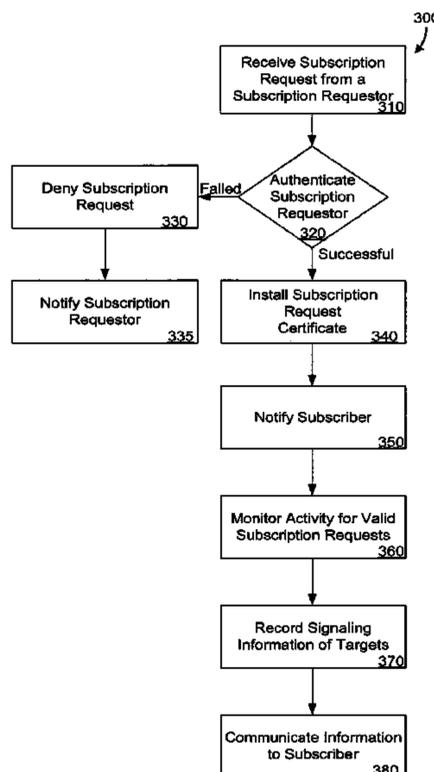 300
Receive Subscription
Request from a
Subscription Requestor
310
Authenticate
Subscription
Requestor
320
Failed
Successful
Deny Subscription
Request
330
Notify Subscription
Requestor
335
Install Subscription
Request
Certificate
340
Notify Subscriber
350
Monitor Activity for Valid
Subscription Requests
360
Record Signaling
Information of Targets
370
Communicate Information
to Subscriber
380